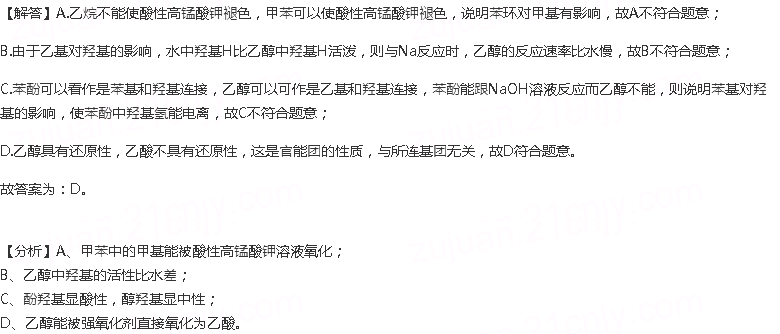 【解答】A.乙烷不能使酸性高锰酸钾褪色，甲苯可以使酸性高锰酸钾褪色，说明苯环对甲基有影响，故A不符合题意；
B.由于乙基对羟基的影响，水中羟基H比乙醇中羟基H活泼，则与Na反应时，乙醇的反应速率比水慢，故B不符合题意；
C.苯酚可以看作是苯基和羟基连接，乙醇可以可作是乙基和羟基连接，苯酚能跟NaOH溶液反应而乙醇不能，则说明苯基对羟
基的影响，使苯酚中羟基氢能电离，故C不符合题意；
D.乙醇具有还原性，乙酸不具有还原性，这是官能团的性质，与所连基团无关，故D符合题意。
故答案为：D。
【分析】A、甲苯中的甲基能被酸性高锰酸钾溶液氧化；
B、乙醇中羟基的活性比水差；
C、酚羟基显酸性，醇羟基显中性；
D、乙醇能被强氧化剂直接氧化为乙酸。